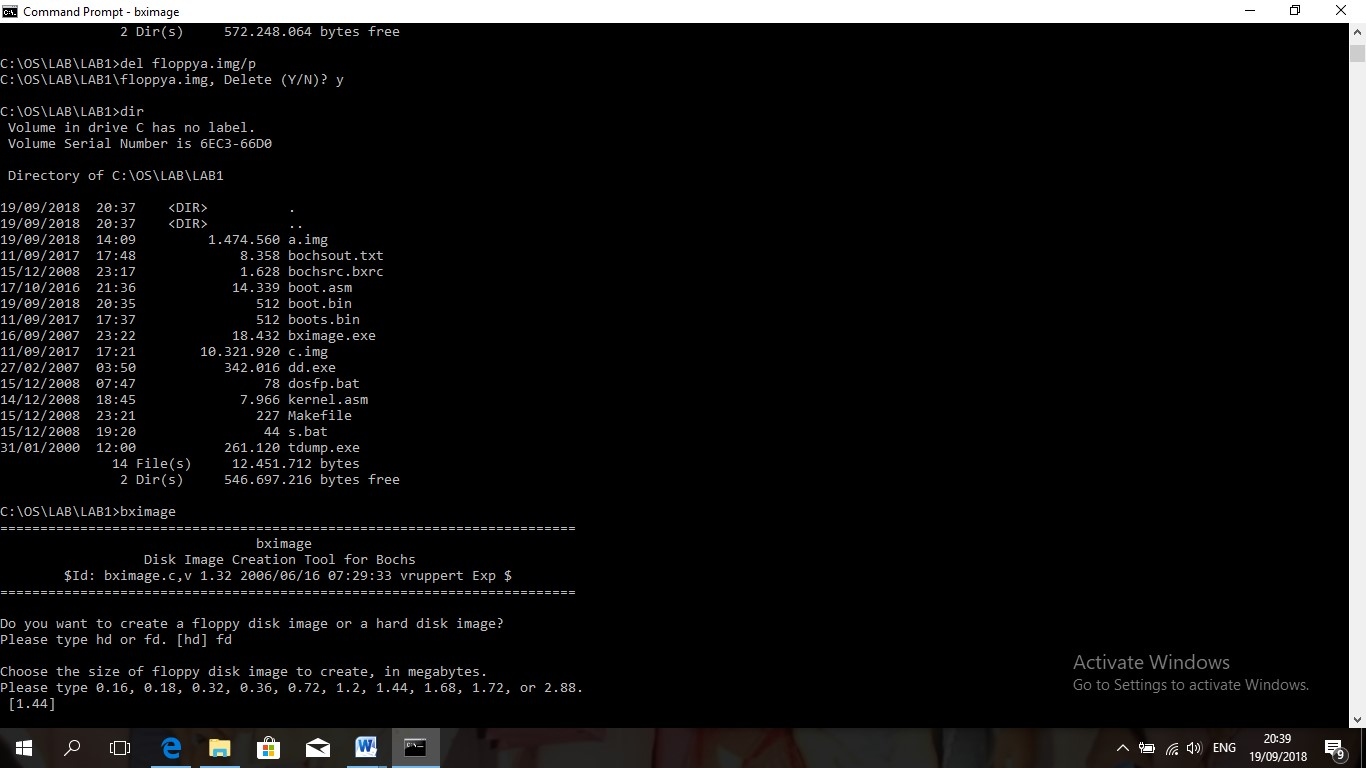 Command Prompt - bximage
2 Dir(s) 572.248.064 bytes free
C:\OS\LAB\LAB1>del floppya.img/p
C:\OS\LAB\LAB1\floppya.img, Delete (Y/N)? y
C:\OS\LAB\LAB1>dir
Volume in drive C has no label.
Volume Serial Number is 6EC3-66D0
Directory of C:\OS\LAB\LAB1
19/09/2018 20:37 <DIR> .
19/09/2018 20:37 <DIR> ..
19/09/2018 14:09 1.474.560 a.img
11/09/2017 17:48 8.358 bochsout.txt
15/12/2008 23:17 1.628 bochsrc.bxrc
17/10/2016 21:36 14.339 boot.asm
19/09/2018 20:35 512 boot.bin
11/09/2017 17:37 512 boots.bin
16/09/2007 23:22 18.432 bximage.exe
11/09/2017 17:21 10.321.920 c.img
27/02/2007 03:50 342.016 dd.exe
15/12/2008 07:47 78 dosfp.bat
14/12/2008 18:45 7.966 kernel.asm
15/12/2008 23:21 227 Makefile
15/12/2008 19:20 44 s.bat
31/01/2000 12:00 261.120 tdump.exe
14 File(s) 12.451.712 bytes
2 Dir(s) 546.697.216 bytes free
C:\OS\LAB\LAB1>bximage
========================================================================
bximage
Disk Image Creation Tool for Bochs
$Id: bximage.c,v 1.32 2006/06/16 07:29:33 vruppert Exp $
========================================================================
Do you want to create a floppy disk image or a hard disk image?
Please type hd or fd. [hd] fd
Choose the size of floppy disk image to create, in megabytes.
Please type 0.16, 0.18, 0.32, 0.36, 0.72, 1.2, 1.44, 1.68, 1.72, or 2.88.
[1.44]
Activate Windows
Go to Settings to activate Windows.
ENG
20:39
19/09/2018
9